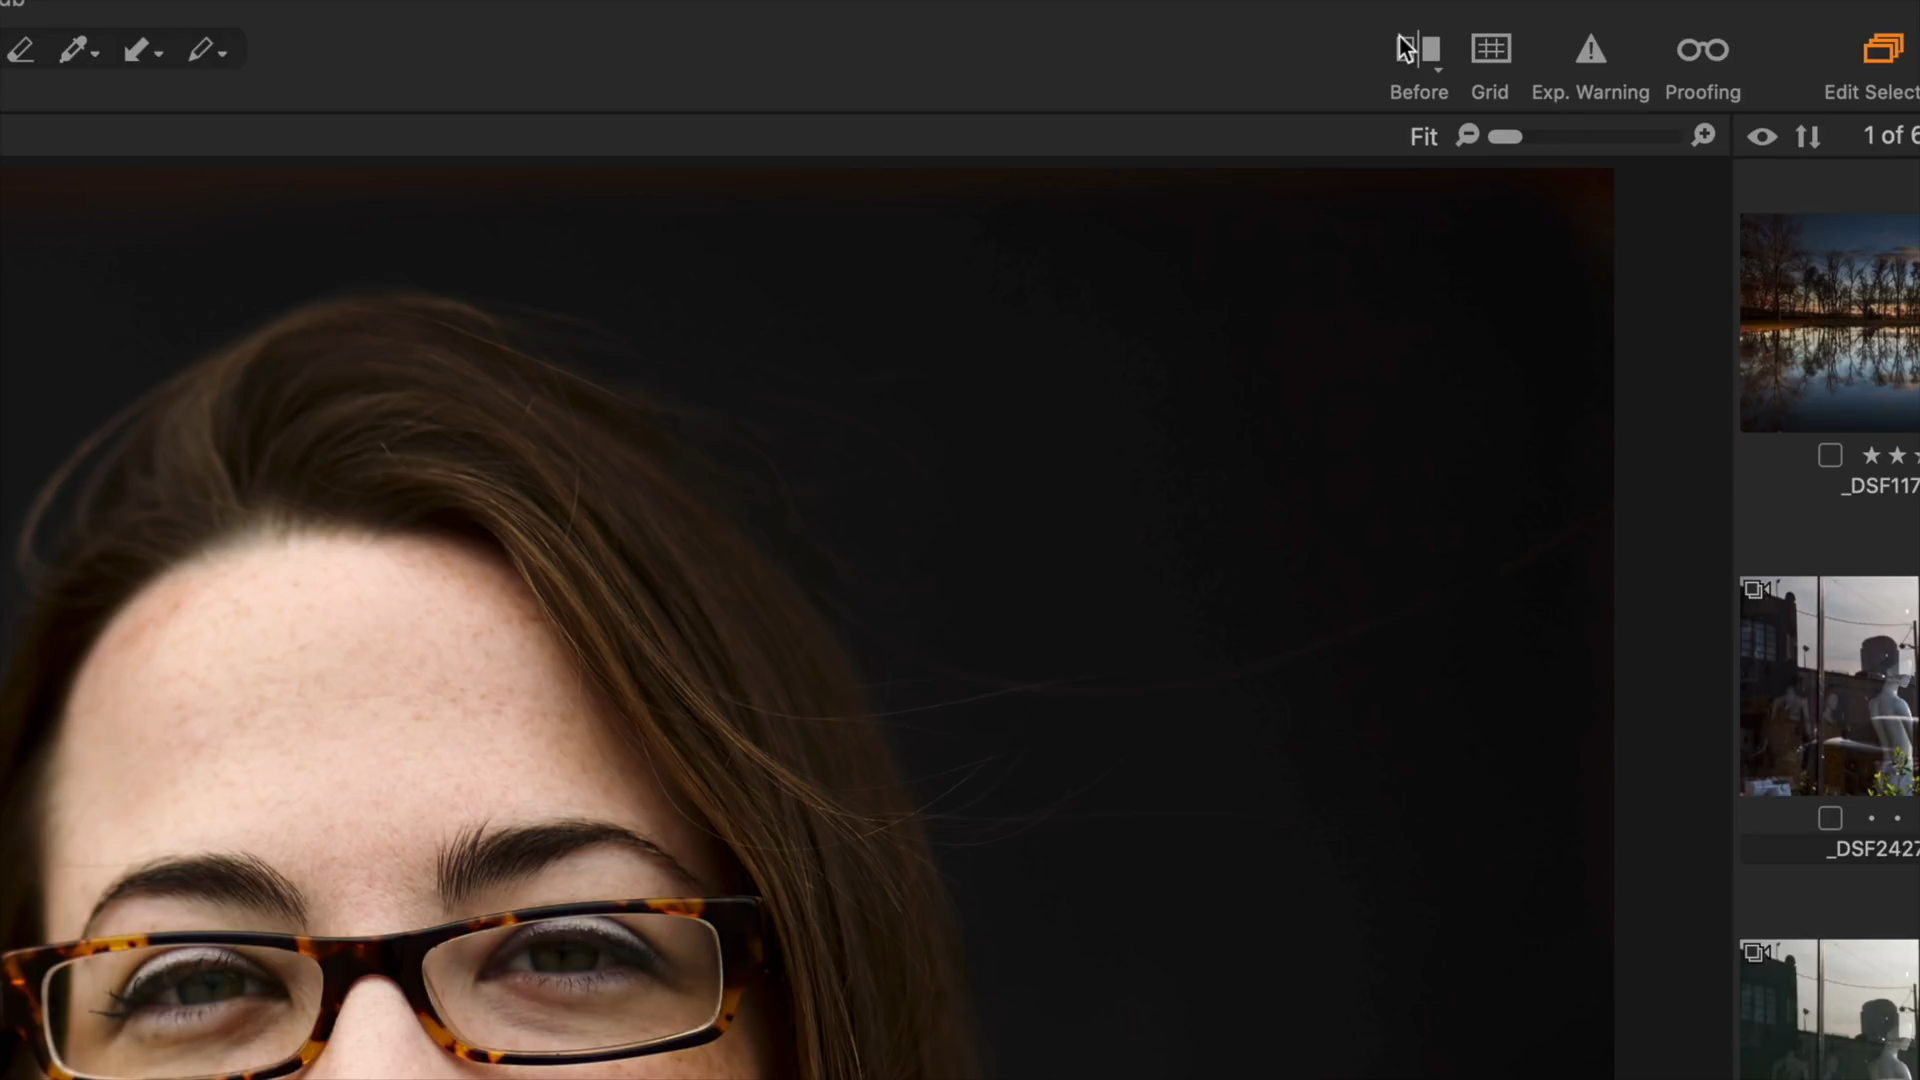 Before Grid Exp. Warning Proofing Edit Select
Fit
1 of 6
_DSF117
_DSF2427